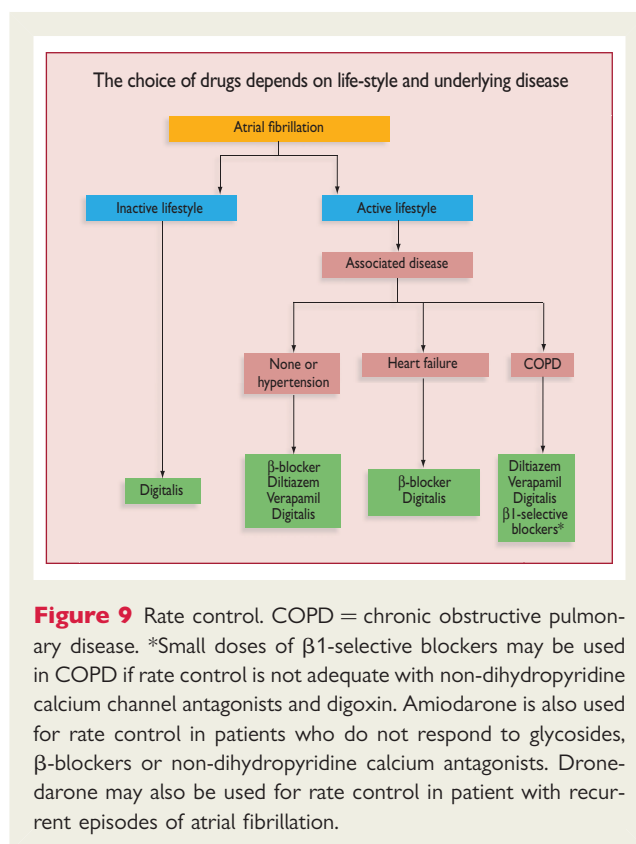 The choice of drugs depends on life-style and underlying disease
Atrial fibrillation
Inactive lifestyle
Active lifestyle
Associated disease
None or
hypertension
Heart failure
COPD
Digitalis
β-blocker
Diltiazem
Verapamil
Digitalis
β-blocker
Digitalis
Diltiazem
Verapamil
Digitalis
β1-selective
blockers*
Figure 9 Rate control. COPD = chronic obstructive pulmon-
ary disease. *Small doses of β1-selective blockers may be used
in COPD if rate control is not adequate with non-dihydropyridine
calcium channel antagonists and digoxin. Amiodarone is also used
for rate control in patients who do not respond to glycosides,
β-blockers or non-dihydropyridine calcium antagonists. Drone-
darone may also be used for rate control in patient with recur-
rent episodes of atrial fibrillation.